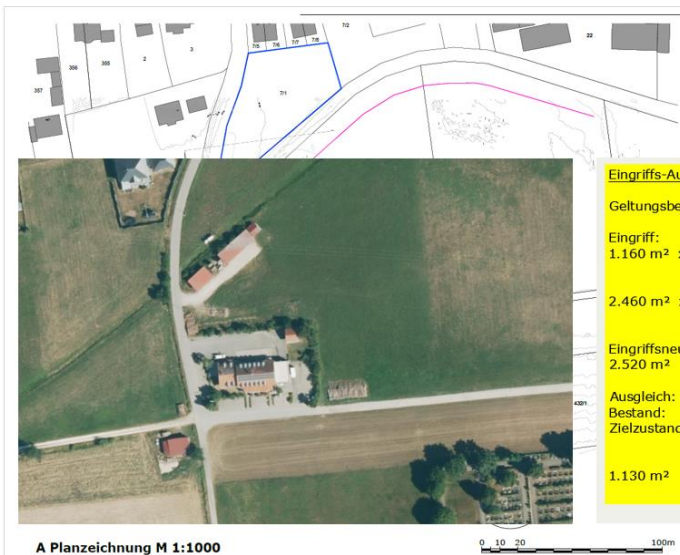 7/2
7/5
7/6
7/7
7/8
22
3
2
356
355
357
7/1
1
Eingriffs-Au
Geltungsbe
Eingriff:
1.160 m²
2.460 m²
Eingriffsneu
2.520 m²
432/1
Ausgleich:
Bestand:
Zielzustand
1.130 m²
A Planzeichnung M 1:1000
0 10 20 100m